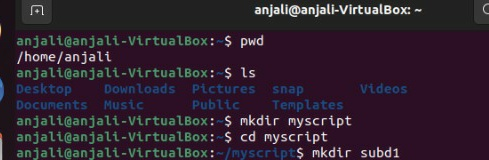 anjali@anjali-VirtualBox: ~
anjali@anjali-VirtualBox:~$ pwd
/home/anjali
anjali@anjali-VirtualBox:~$ ls
Desktop Downloads Pictures snap Videos
Documents Music Public Templates
anjali@anjali-VirtualBox:~$ mkdir myscript
anjali@anjali-VirtualBox:~$ cd myscript
anjali@anjali-VirtualBox:~/myscript$ mkdir subd1